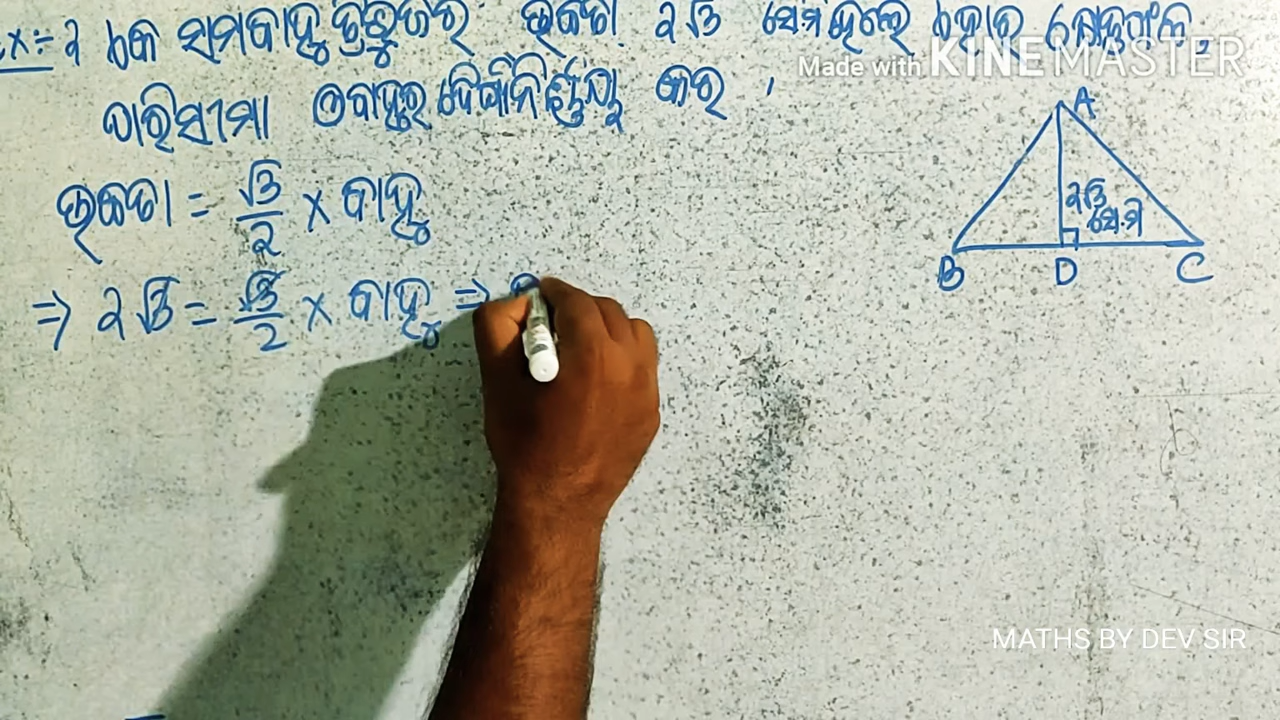 Ex:-2 ଏକ ସମବାହୁ ତ୍ରିଭୁଜର ଉଚ୍ଚତା 2√3 ସେମି ହେଲେ ତାହାର କ୍ଷେତ୍ରଫଳ,
Made with KINEMASTER
ପରିସୀମା ଓ ବାହୁର ଦୈର୍ଘ୍ୟ ନିର୍ଣ୍ଣୟ କର ।
ଉଚ୍ଚତା = √3/2 × ବାହୁ
⇒ 2√3 = √3/2 × ବାହୁ ⇒
A
2√3
ସେମି
B D C
MATHS BY DEV SIR